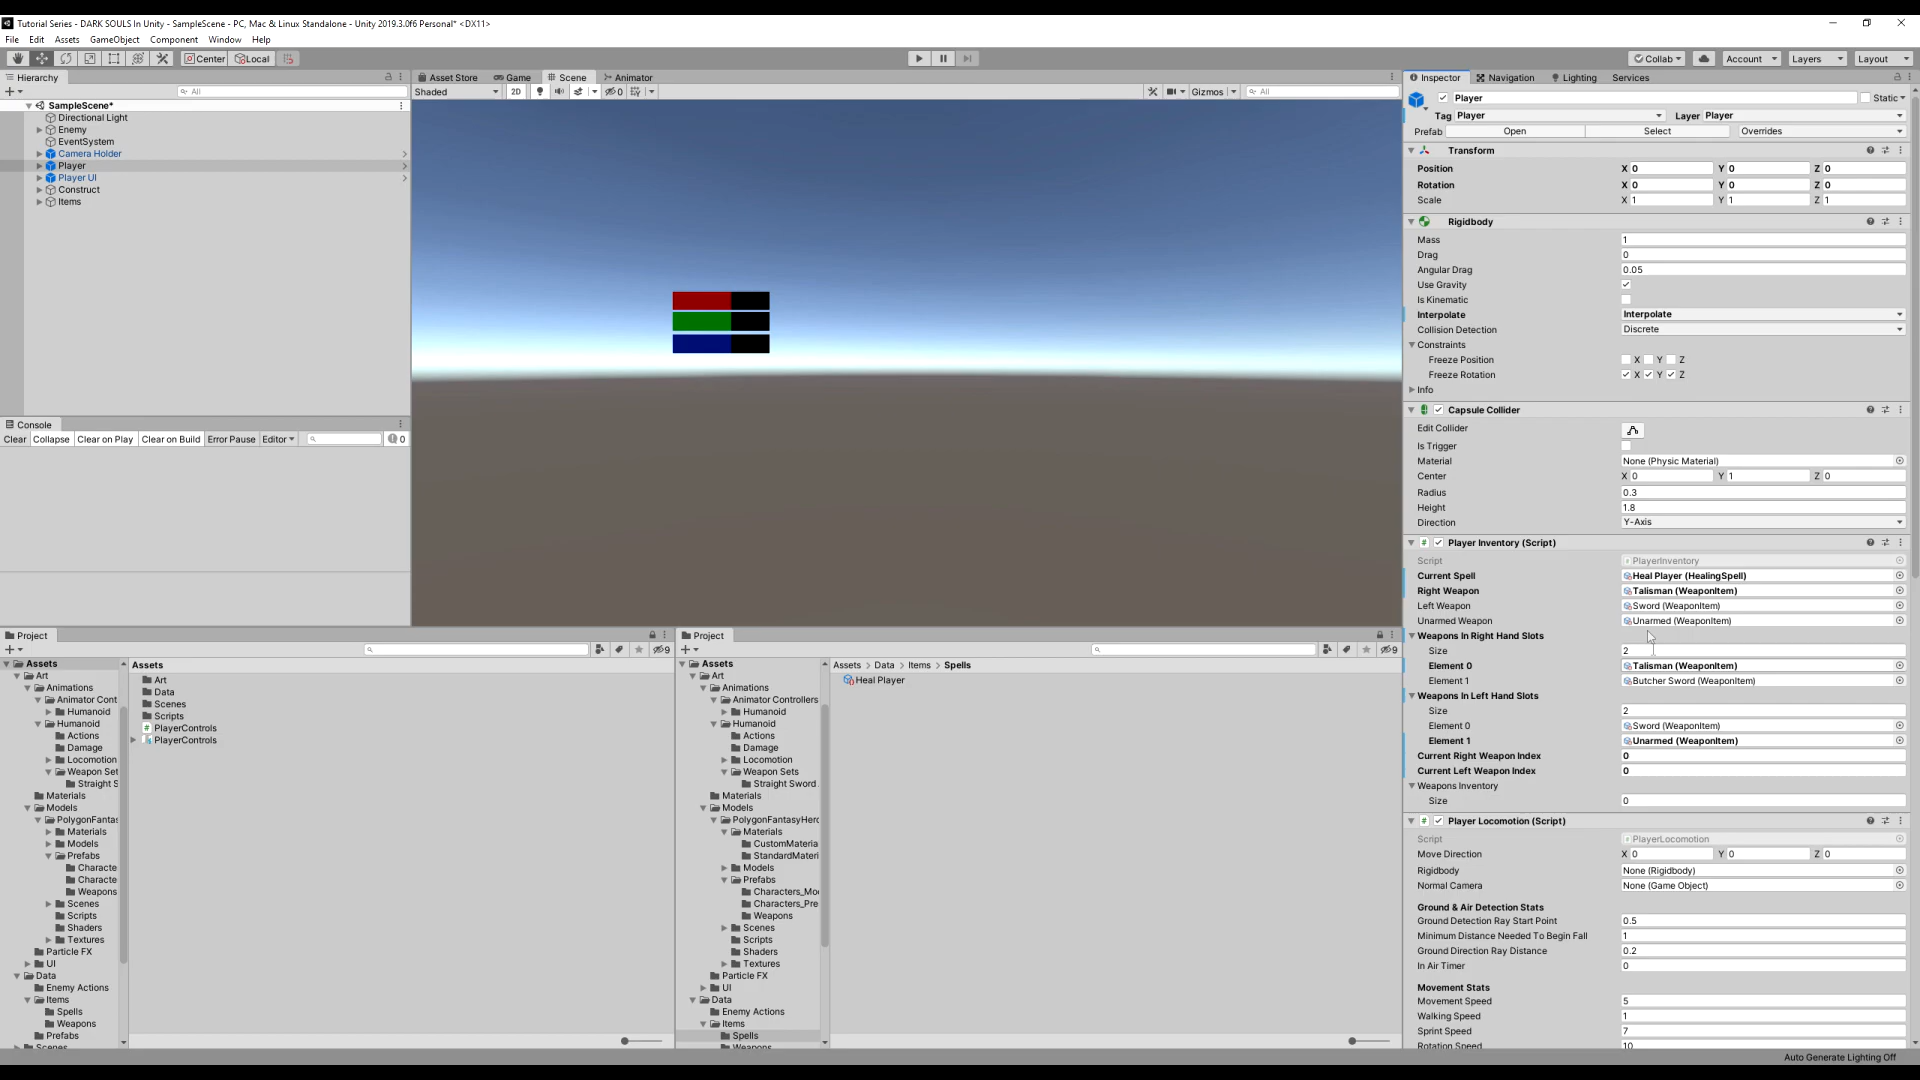 Tutorial Series - DARK SOULS In Unity - SampleScene - PC, Mac & Linux Standalone - Unity 2019.3.0f6 Personal* <DX11>
File Edit Assets GameObject Component Window Help
Center Local Collab Account Layers Layout
Hierarchy
All
SampleScene*
Directional Light
Enemy
EventSystem
Camera Holder
Player
Player UI
Construct
Items
Console
Clear Collapse Clear on Play Clear on Build Error Pause Editor 0
Asset Store Game Scene Animator
Shaded 2D 0 Gizmos All
Project
9
Assets
Art
Animations
Animator Cont
Humanoid
Humanoid
Actions
Damage
Locomotion
Weapon Set
Straight S
Materials
Models
PolygonFantas
Materials
Models
Prefabs
Characte
Characte
Weapons
Scenes
Scripts
Shaders
Textures
Particle FX
UI
Data
Enemy Actions
Items
Spells
Weapons
Prefabs
Scenes
Assets
Art
Data
Scenes
Scripts
PlayerControls
PlayerControls
Project
9
Assets
Art
Animations
Animator Controllers
Humanoid
Humanoid
Actions
Damage
Locomotion
Weapon Sets
Straight Sword
Materials
Models
PolygonFantasyHero
Materials
CustomMateria
StandardMateri
Models
Prefabs
Characters_Mo
Characters_Pre
Weapons
Scenes
Scripts
Shaders
Textures
Particle FX
UI
Data
Enemy Actions
Items
Spells
Weapons
Assets > Data > Items > Spells
Heal Player
Inspector Navigation Lighting Services
Player Static
Tag Player Layer Player
Prefab Open Select Overrides
Transform
Position X 0 Y 0 Z 0
Rotation X 0 Y 0 Z 0
Scale X 1 Y 1 Z 1
Rigidbody
Mass 1
Drag 0
Angular Drag 0.05
Use Gravity
Is Kinematic
Interpolate Interpolate
Collision Detection Discrete
Constraints
Freeze Position X Y Z
Freeze Rotation X Y Z
Info
Capsule Collider
Edit Collider
Is Trigger
Material None (Physic Material)
Center X 0 Y 1 Z 0
Radius 0.3
Height 1.8
Direction Y-Axis
Player Inventory (Script)
Script PlayerInventory
Current Spell Heal Player (HealingSpell)
Right Weapon Talisman (WeaponItem)
Left Weapon Sword (WeaponItem)
Unarmed Weapon Unarmed (WeaponItem)
Weapons In Right Hand Slots
Size 2
Element 0 Talisman (WeaponItem)
Element 1 Butcher Sword (WeaponItem)
Weapons In Left Hand Slots
Size 2
Element 0 Sword (WeaponItem)
Element 1 Unarmed (WeaponItem)
Current Right Weapon Index 0
Current Left Weapon Index 0
Weapons Inventory
Size 0
Player Locomotion (Script)
Script PlayerLocomotion
Move Direction X 0 Y 0 Z 0
Rigidbody None (Rigidbody)
Normal Camera None (Game Object)
Ground & Air Detection Stats
Ground Detection Ray Start Point 0.5
Minimum Distance Needed To Begin Fall 1
Ground Direction Ray Distance 0.2
In Air Timer 0
Movement Stats
Movement Speed 5
Walking Speed 1
Sprint Speed 7
Rotation Speed 10
Auto Generate Lighting Off